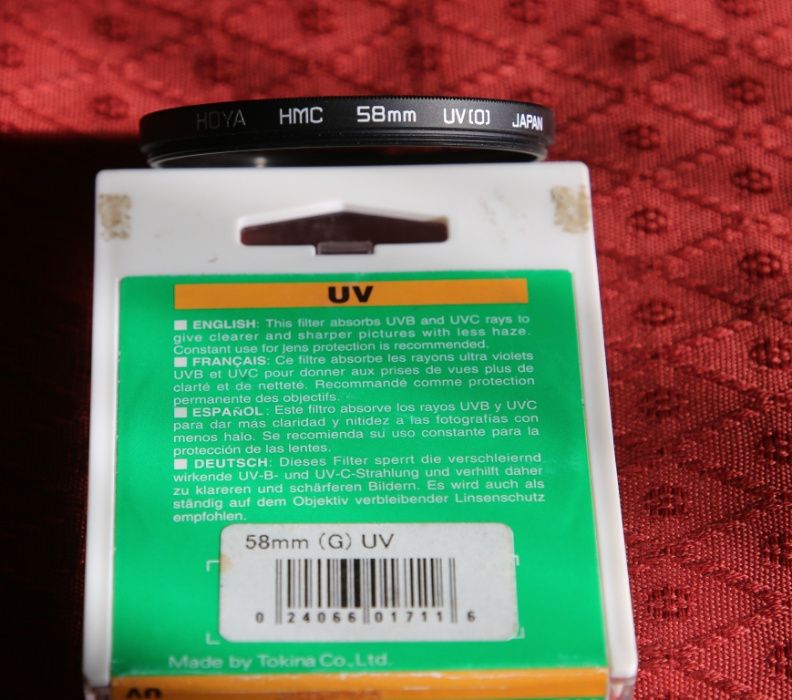 HOYA HMC 58mm UV(0) JAPAN
UV
ENGLISH: This filter absorbs UVB and UVC rays to
give clearer and sharper pictures with less haze.
Constant use for lens protection is recommended.
FRANÇAIS: Ce filtre absorbe les rayons ultra violets
UVB et UVC pour donner aux prises de vues plus de
clarté et de netteté. Recommandé comme protection
permanente des objectifs.
ESPAÑOL: Este filtro absorve los rayos UVB y UVC
para dar más claridad y nitidez a las fotografías con
menos halo. Se recomienda su uso constante para la
protección de las lentes.
DEUTSCH: Dieses Filter sperrt die verschleiernd
wirkende UV-B- und UV-C-Strahlung und verhilft daher
zu klareren und schärferen Bildern. Es wird auch als
ständig auf dem Objektiv verbleibender Linsenschutz
empfohlen.
58mm (G) UV
0 24066 01711 6
Made by Tokina Co., Ltd.